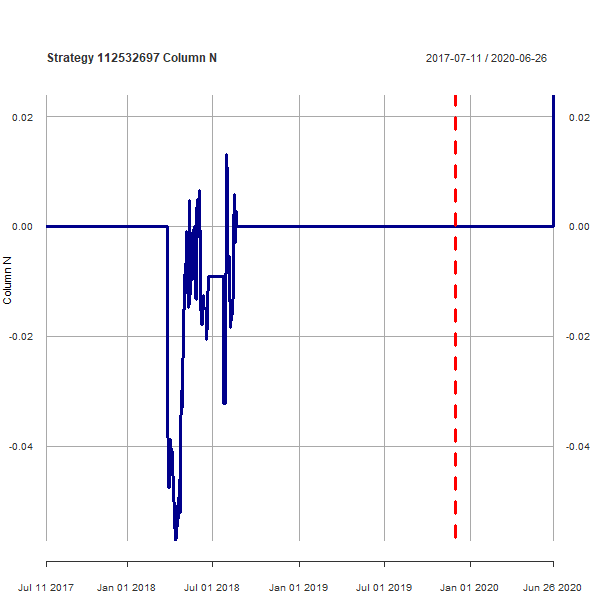 Strategy 112532697 Column N
2017-07-11 / 2020-06-26
0.02 0.02
0.00 0.00
Column N
-0.02 -0.02
-0.04 -0.04
Jul 11 2017 Jan 01 2018 Jul 01 2018 Jan 01 2019 Jul 01 2019 Jan 01 2020 Jun 26 2020